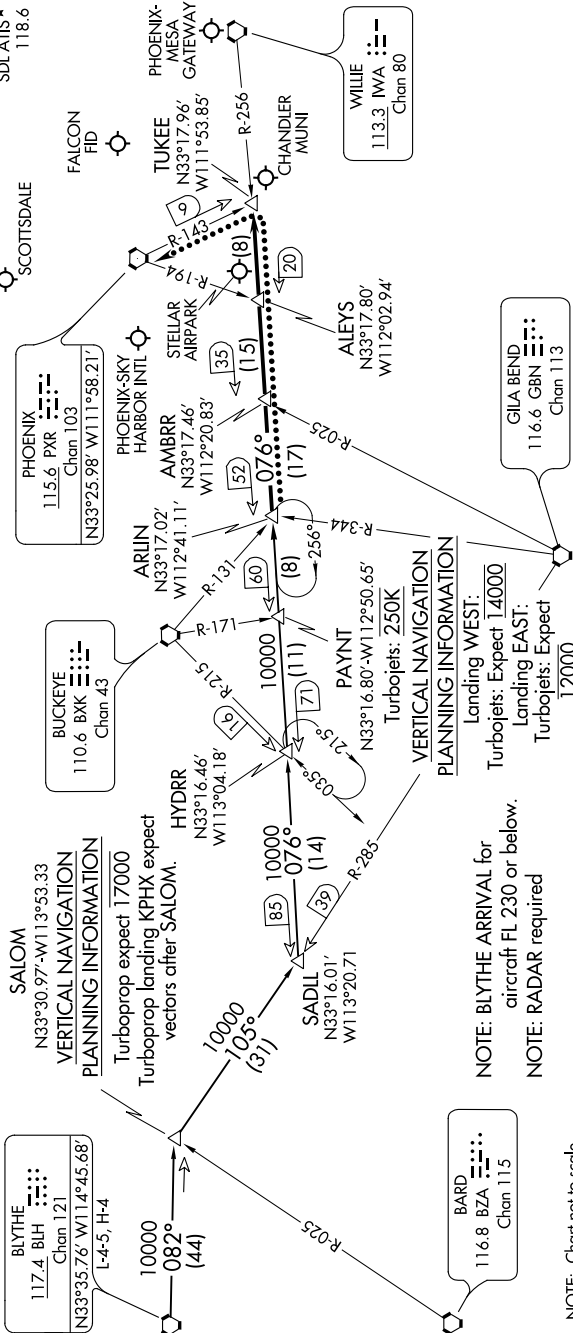 SDL ATIS★
118.6
SCOTTSDALE
FALCON
FID
PHOENIX-
MESA
GATEWAY
PHOENIX
115.6 PXR
Chan 103
N33°25.98' W111°58.21'
PHOENIX-SKY
HARBOR INTL
STELLAR
AIRPARK
TUKEE
N33°17.96'
W111°53.85'
CHANDLER
MUNI
R-256
WILLIE
113.3 IWA
Chan 80
R-143
9
R-194
(8)
20
ALEYS
N33°17.80'
W112°02.94'
35
(15)
AMBRR
N33°17.46'
W112°20.83'
076°
(17)
R-025
52
ARLIN
N33°17.02'
W112°41.11'
R-344
GILA BEND
116.6 GBN
Chan 113
BUCKEYE
110.6 BXK
Chan 43
R-131
R-171
R-215
60
(8)
256°
10000
(11)
PAYNT
N33°16.80'-W112°50.65'
Turbojets: 250K
VERTICAL NAVIGATION
PLANNING INFORMATION
Landing WEST:
Turbojets: Expect 14000
Landing EAST:
Turbojets: Expect
17000
16
71
HYDRR
N33°16.46'
W113°04.18'
215°
035°
10000
076°
(14)
85
39
R-285
SADLL
N33°16.01'
W113°20.71
SALOM
N33°30.97'-W113°53.33
VERTICAL NAVIGATION
PLANNING INFORMATION
Turboprop expect 17000
Turboprop landing KPHX expect
vectors after SALOM.
10000
105°
(31)
BLYTHE
117.4 BLH
Chan 121
N33°35.76' W114°45.68'
L-4-5, H-4
10000
082°
(44)
R-025
BARD
116.8 BZA
Chan 115
NOTE: BLYTHE ARRIVAL for
aircraft FL 230 or below.
NOTE: RADAR required
NOTE: Chart not to scale